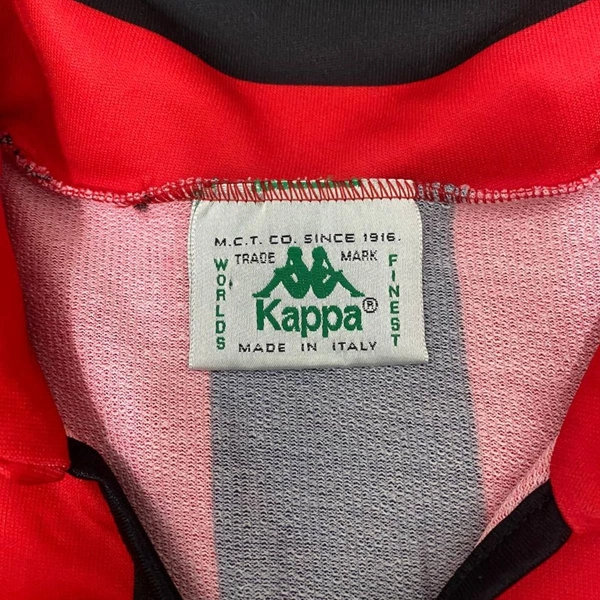 M.C.T. CO. SINCE 1916.
TRADE MARK
WORLDS
FINEST
Kappa®
MADE IN ITALY